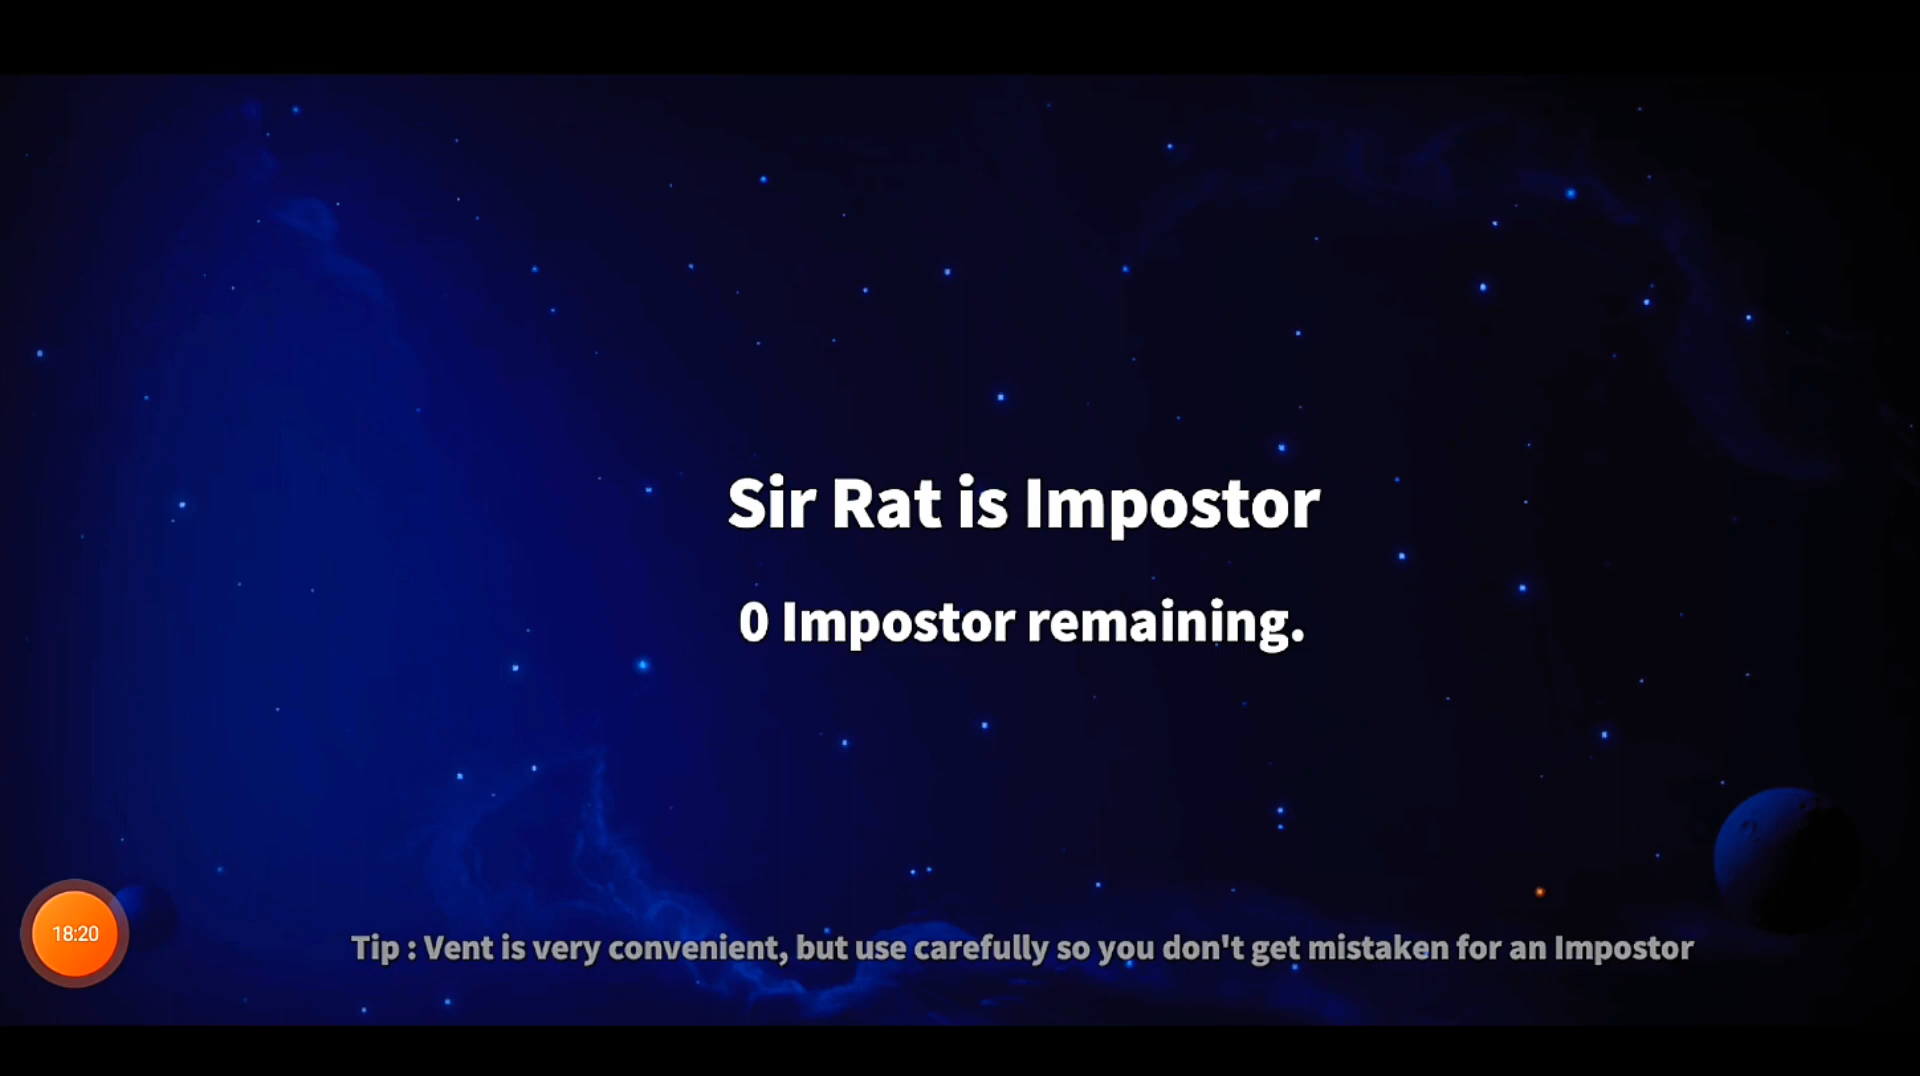 Sir Rat is Impostor
0 Impostor remaining.
18:20
Tip : Vent is very convenient, but use carefully so you don't get mistaken for an Impostor